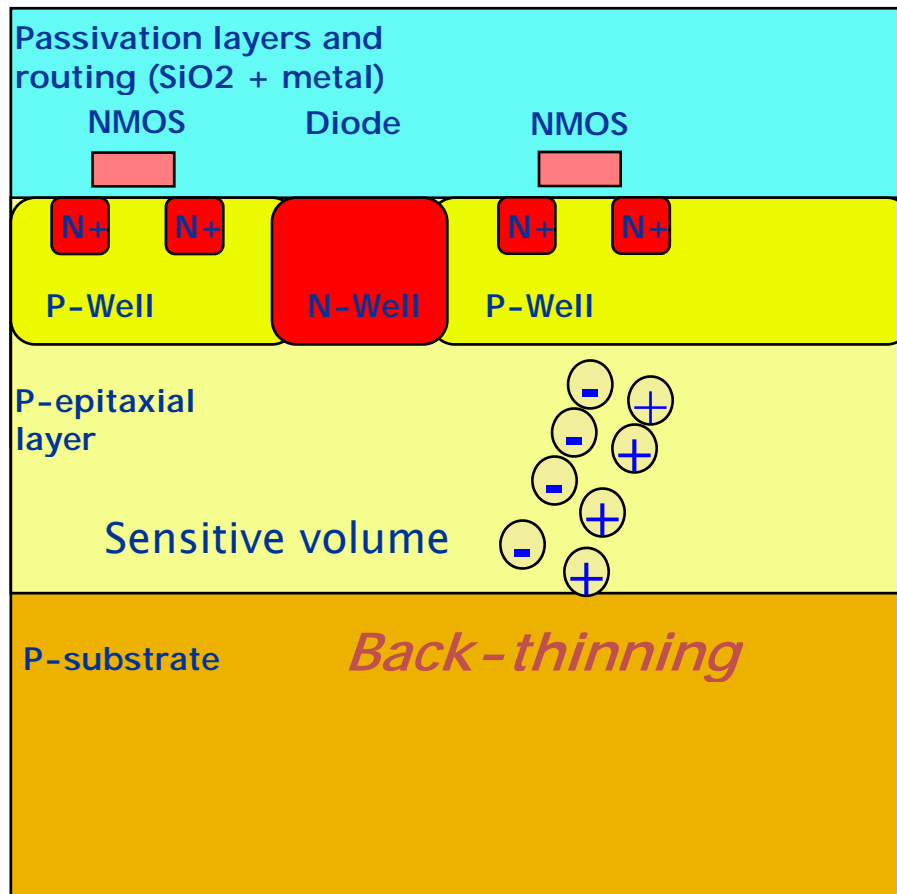 Passivation layers and
routing (SiO2 + metal)
NMOS Diode NMOS
N+ N+ N+ N+
P-Well N-Well P-Well
P-epitaxial
layer
- +
- +
- +
- +
Sensitive volume
P-substrate Back-thinning